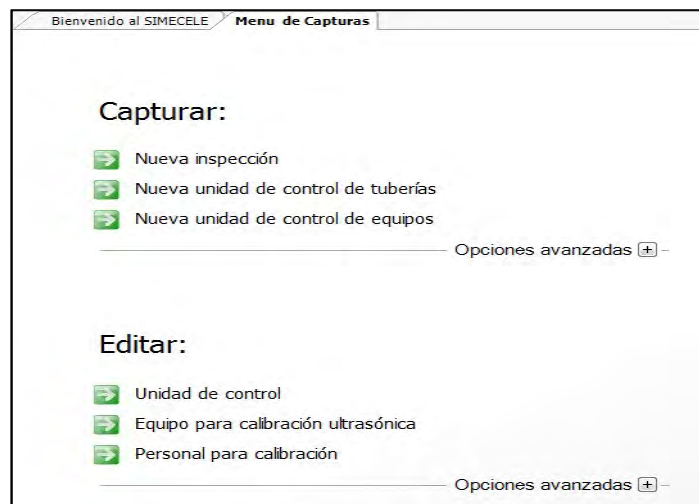 Bienvenido al SIMECELE Menu de Capturas
Capturar:
Nueva inspección
Nueva unidad de control de tuberías
Nueva unidad de control de equipos
Opciones avanzadas +
Editar:
Unidad de control
Equipo para calibración ultrasónica
Personal para calibración
Opciones avanzadas +